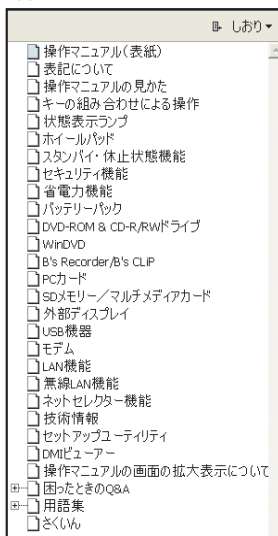 しおり
操作マニュアル(表紙)
表記について
操作マニュアルの見かた
キーの組み合わせによる操作
状態表示ランプ
ホイールパッド
スタンバイ・休止状態機能
セキュリティ機能
省電力機能
バッテリーパック
DVD-ROM & CD-R/RWドライブ
WinDVD
B's Recorder/B's CLiP
PCカード
SDメモリー/マルチメディアカード
外部ディスプレイ
USB機器
モデム
LAN機能
無線LAN機能
ネットセレクター機能
技術情報
セットアップユーティリティ
DMIビューアー
操作マニュアルの画面の拡大表示について
困ったときのQ&A
用語集
さくいん